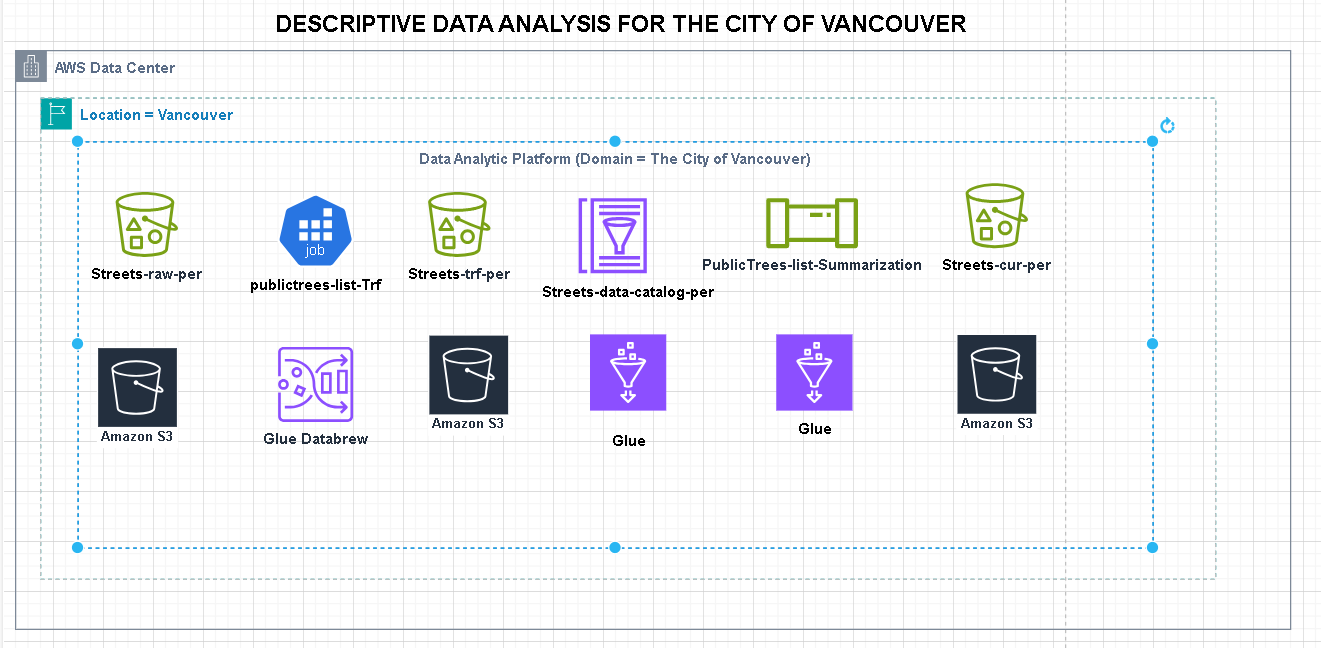 DESCRIPTIVE DATA ANALYSIS FOR THE CITY OF VANCOUVER
AWS Data Center
Location = Vancouver
Data Analytic Platform (Domain = The City of Vancouver)
job
Streets-raw-per
publictrees-list-Trf
Streets-trf-per
Streets-data-catalog-per
PublicTrees-list-Summarization
Streets-cur-per
Amazon S3
Glue Databrew
Amazon S3
Glue
Glue
Amazon S3